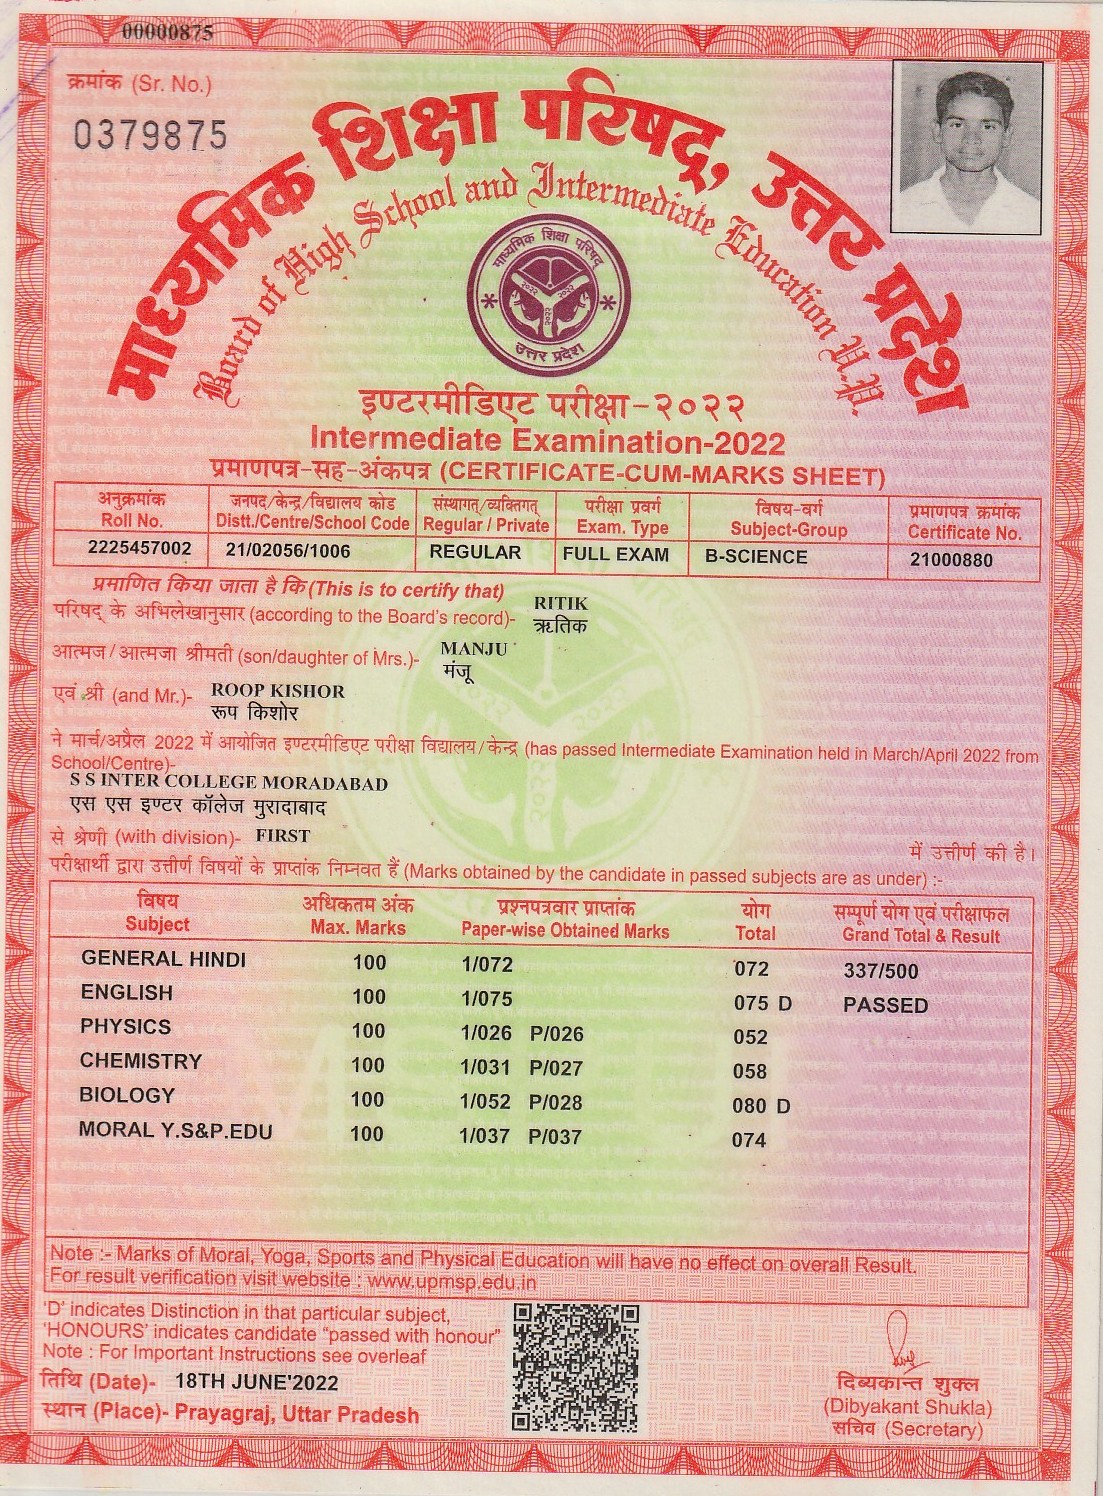 00000875
क्रमांक (Sr. No.)
0379875
माध्यमिक शिक्षा परिषद्, उत्तर प्रदेश
Board of High School and Intermediate Education U.P.
माध्यमिक शिक्षा परिषद्
२०२२ २०२२
२०२२
उत्तर प्रदेश
इण्टरमीडिएट परीक्षा-२०२२
Intermediate Examination-2022
प्रमाणपत्र-सह-अंकपत्र (CERTIFICATE-CUM-MARKS SHEET)
अनुक्रमांक जनपद/केन्द्र/विद्यालय कोड संस्थागत्/व्यक्तिगत् परीक्षा प्रवर्ग विषय-वर्ग प्रमाणपत्र क्रमांक
Roll No. Distt./Centre/School Code Regular / Private Exam. Type Subject-Group Certificate No.
2225457002 21/02056/1006 REGULAR FULL EXAM B-SCIENCE 21000880
प्रमाणित किया जाता है कि (This is to certify that)
RITIK
परिषद् के अभिलेखानुसार (according to the Board's record)- ऋतिक
MANJU
आत्मज/आत्मजा श्रीमती (son/daughter of Mrs.)- मंजू
एवं श्री (and Mr.)- ROOP KISHOR
रूप किशोर
ने मार्च/अप्रैल 2022 में आयोजित इण्टरमीडिएट परीक्षा विद्यालय/केन्द्र (has passed Intermediate Examination held in March/April 2022 from
School/Centre)-
S S INTER COLLEGE MORADABAD
एस एस इण्टर कॉलेज मुरादाबाद
से श्रेणी (with division)- FIRST
में उत्तीर्ण की है।
परीक्षार्थी द्वारा उत्तीर्ण विषयों के प्राप्तांक निम्नवत हैं (Marks obtained by the candidate in passed subjects are as under) :-
विषय अधिकतम अंक प्रश्नपत्रवार प्राप्तांक योग सम्पूर्ण योग एवं परीक्षाफल
Subject Max. Marks Paper-wise Obtained Marks Total Grand Total & Result
GENERAL HINDI 100 1/072 072 337/500
ENGLISH 100 1/075 075 D PASSED
PHYSICS 100 1/026 P/026 052
CHEMISTRY 100 1/031 P/027 058
BIOLOGY 100 1/052 P/028 080 D
MORAL Y.S&P.EDU 100 1/037 P/037 074
Note :- Marks of Moral, Yoga, Sports and Physical Education will have no effect on overall Result.
For result verification visit website : www.upmsp.edu.in
'D' indicates Distinction in that particular subject,
'HONOURS' indicates candidate "passed with honour"
Note : For Important Instructions see overleaf
तिथि (Date)- 18TH JUNE'2022
स्थान (Place)- Prayagraj, Uttar Pradesh
दिब्यकान्त शुक्ल
(Dibyakant Shukla)
सचिव (Secretary)